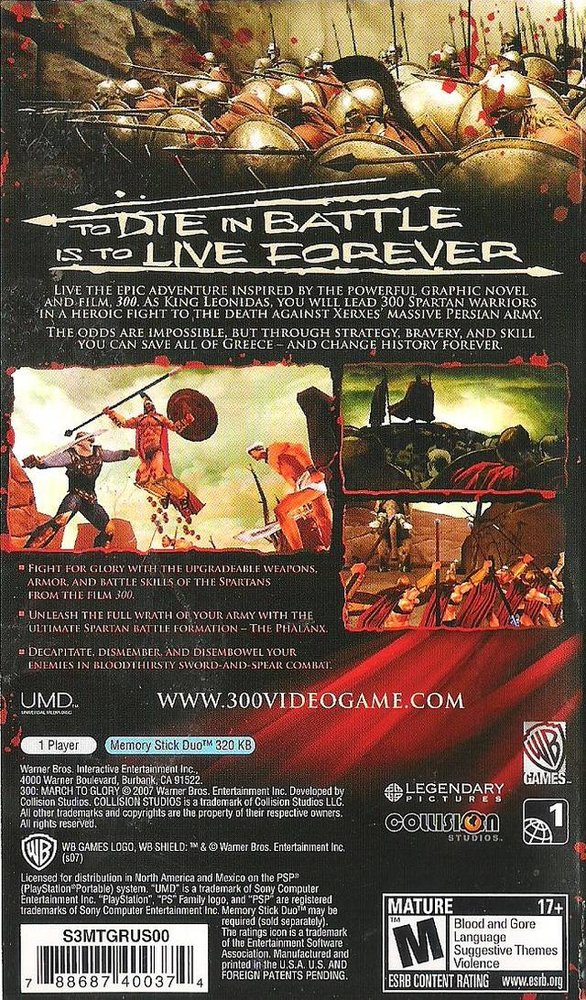 TO DIE IN BATTLE
IS TO LIVE FOREVER
LIVE THE EPIC ADVENTURE INSPIRED BY THE POWERFUL GRAPHIC NOVEL
AND FILM, 300. AS KING LEONIDAS, YOU WILL LEAD 300 SPARTAN WARRIORS
IN A HEROIC FIGHT TO THE DEATH AGAINST XERXES' MASSIVE PERSIAN ARMY.
THE ODDS ARE IMPOSSIBLE, BUT THROUGH STRATEGY, BRAVERY, AND SKILL
YOU CAN SAVE ALL OF GREECE – AND CHANGE HISTORY FOREVER.
FIGHT FOR GLORY WITH THE UPGRADEABLE WEAPONS,
ARMOR, AND BATTLE SKILLS OF THE SPARTANS
FROM THE FILM 300.
UNLEASH THE FULL WRATH OF YOUR ARMY WITH THE
ULTIMATE SPARTAN BATTLE FORMATION – THE PHALANX.
DECAPITATE, DISMEMBER, AND DISEMBOWEL YOUR
ENEMIES IN BLOODTHIRSTY SWORD-AND-SPEAR COMBAT.
UMD™
UNIVERSAL MEDIA DISC
WWW.300VIDEOGAME.COM
1 Player
Memory Stick Duo™ 320 KB
Warner Bros. Interactive Entertainment Inc.,
4000 Warner Boulevard, Burbank, CA 91522.
300: MARCH TO GLORY © 2007 Warner Bros. Entertainment Inc. Developed by
Collision Studios. COLLISION STUDIOS is a trademark of Collision Studios LLC.
All other trademarks and copyrights are the property of their respective owners.
All rights reserved.
WB
GAMES
LEGENDARY
PICTURES
COLLISION
STUDIOS
1
WB
WB GAMES LOGO, WB SHIELD: ™ & © Warner Bros. Entertainment Inc.
(s07)
Licensed for distribution in North America and Mexico on the PSP®
(PlayStation®Portable) system. "UMD" is a trademark of Sony Computer
Entertainment Inc. "PlayStation", "PS" Family logo, and "PSP" are registered
trademarks of Sony Computer Entertainment Inc. Memory Stick Duo™ may be
required (sold separately).
The ratings icon is a trademark
of the Entertainment Software
Association. Manufactured and
printed in the U.S.A. U.S. AND
FOREIGN PATENTS PENDING.
S3MTGRUS00
7 88687 40037 4
MATURE 17+
M
Blood and Gore
Language
Suggestive Themes
Violence
ESRB CONTENT RATING www.esrb.org